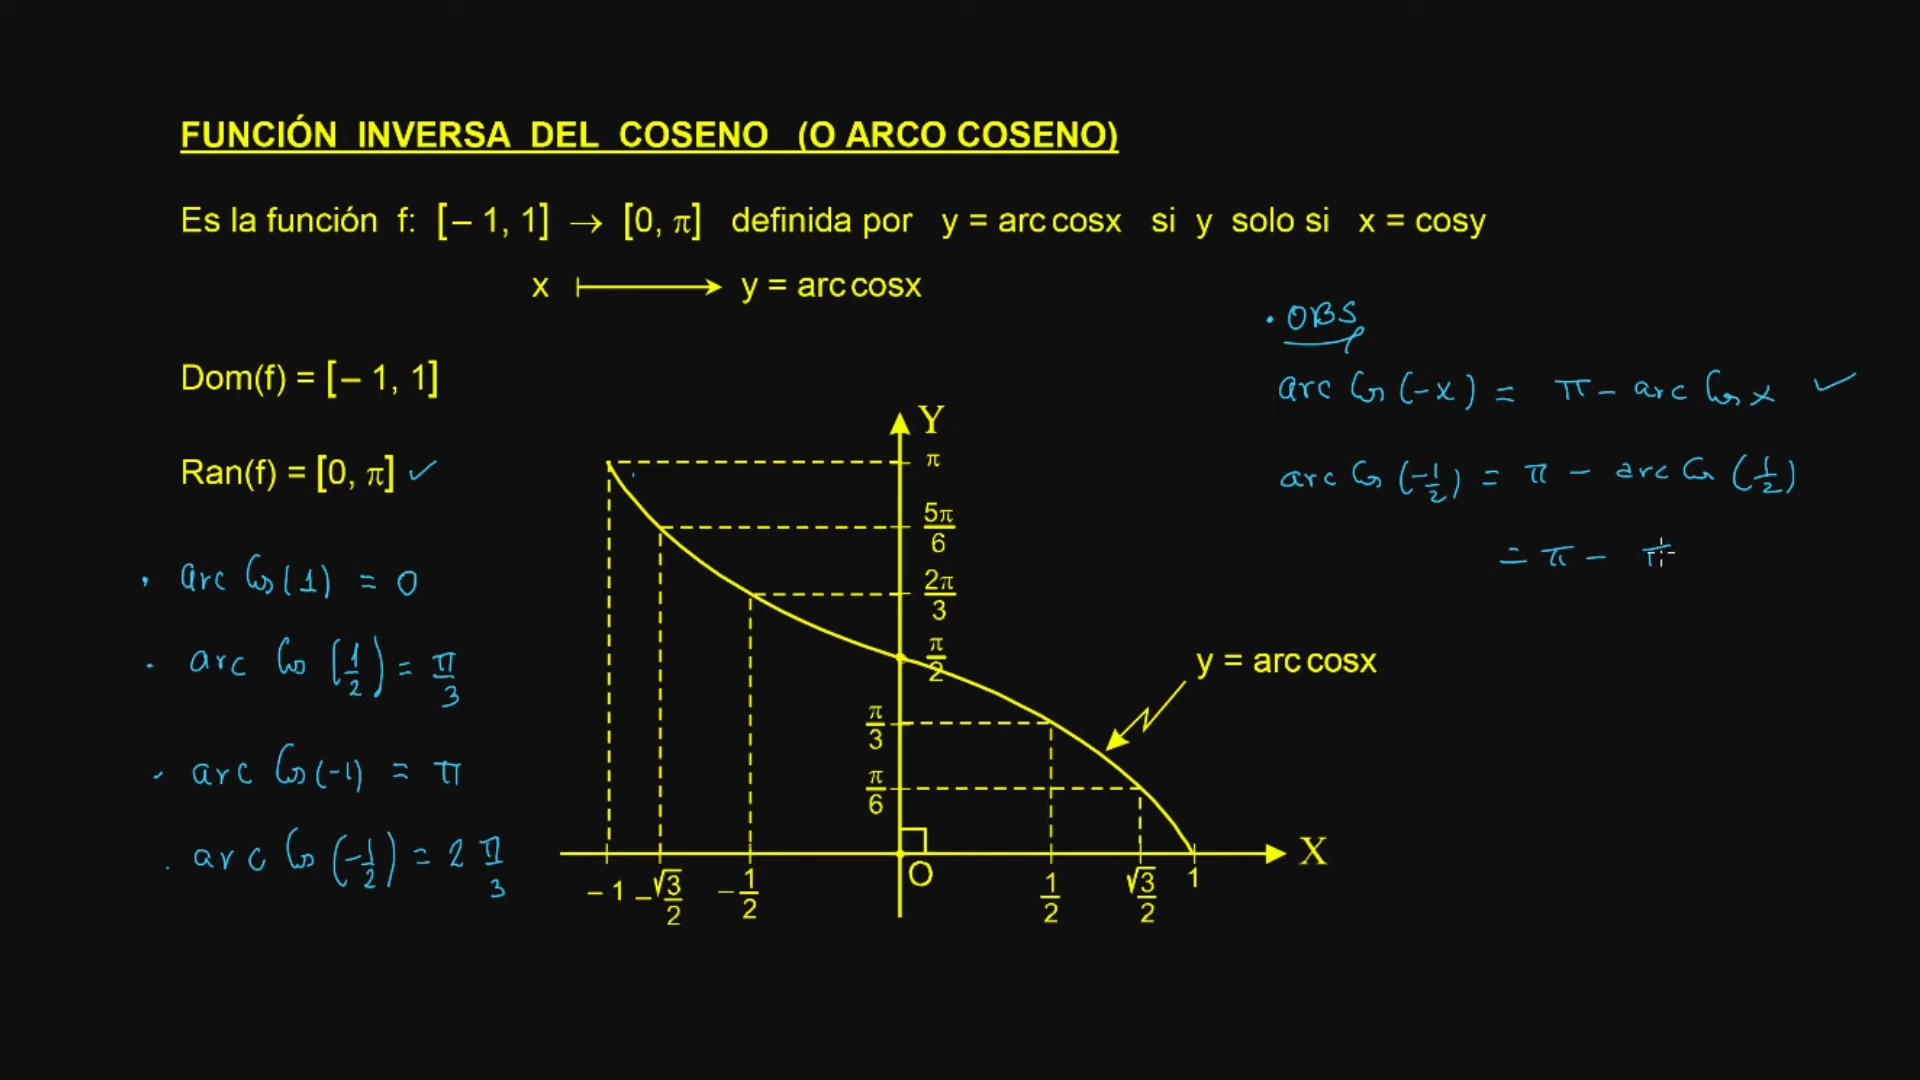 FUNCIÓN INVERSA DEL COSENO (O ARCO COSENO)
Es la función f: [– 1, 1] → [0, π] definida por y = arc cosx si y solo si x = cosy
x ⟼ y = arc cosx
Dom(f) = [– 1, 1]
Ran(f) = [0, π] ✓
• arc Cos(1) = 0
• arc Cos (1/2) = π/3
• arc Cos(-1) = π
• arc Cos (-1/2) = 2 π/3
Y
π
5π/6
2π/3
π/2
π/3
π/6
y = arc cosx
X
O
– 1
–√3/2
–1/2
1/2
√3/2
1
• OBS
arc Cos (-x) = π - arc Cos x ✓
arc Cos (-1/2) = π - arc Cos (1/2)
= π - π